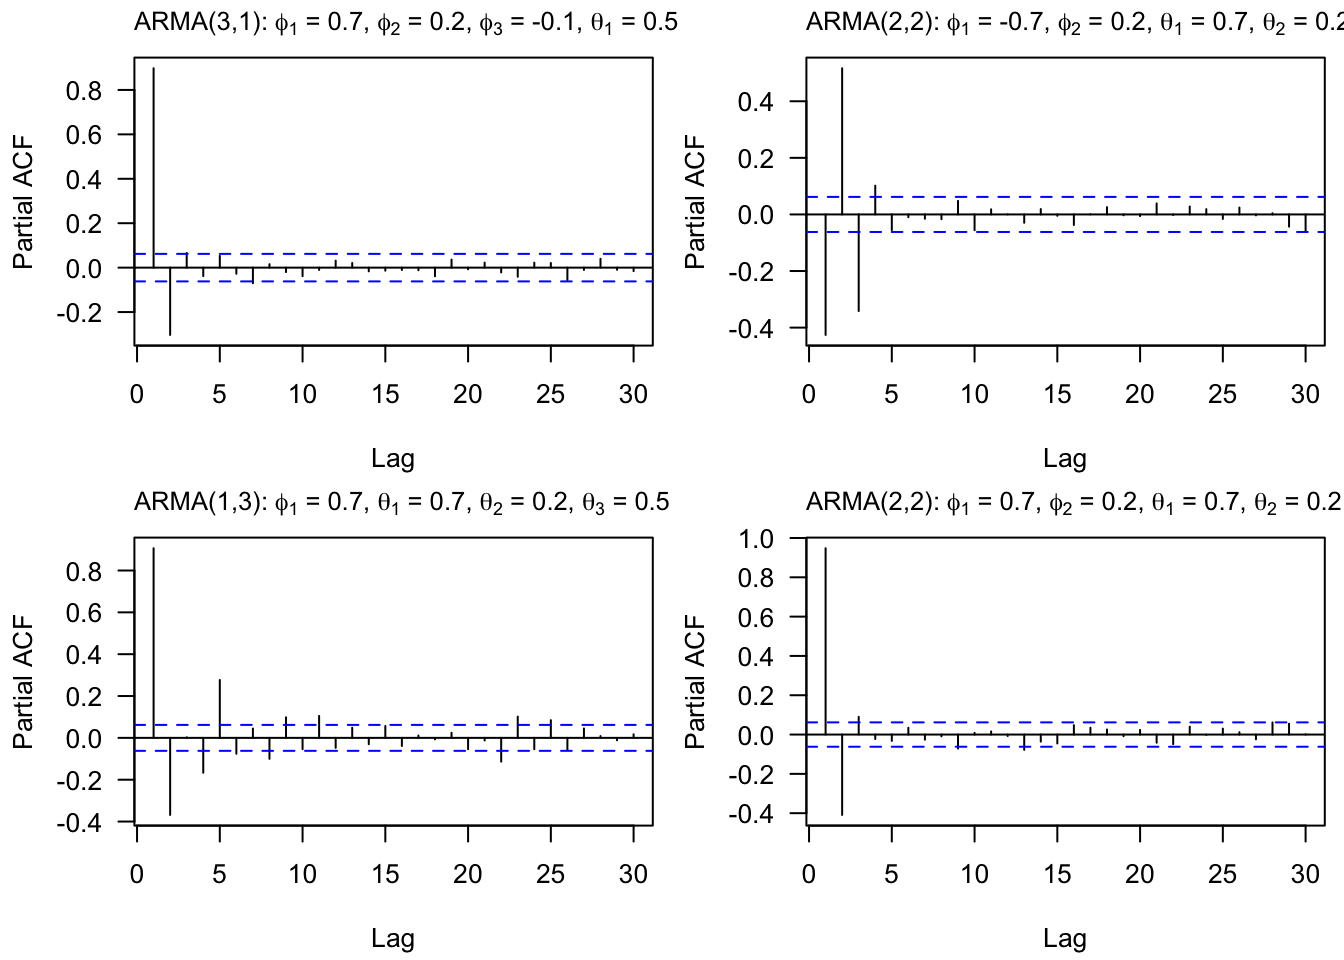 ARMA(3,1): ϕ₁ = 0.7, ϕ₂ = 0.2, ϕ₃ = -0.1, θ₁ = 0.5
Partial ACF
0.8
0.6
0.4
0.2
0.0
-0.2
0 5 10 15 20 25 30
Lag
ARMA(2,2): ϕ₁ = -0.7, ϕ₂ = 0.2, θ₁ = 0.7, θ₂ = 0.2
Partial ACF
0.4
0.2
0.0
-0.2
-0.4
0 5 10 15 20 25 30
Lag
ARMA(1,3): ϕ₁ = 0.7, θ₁ = 0.7, θ₂ = 0.2, θ₃ = 0.5
Partial ACF
0.8
0.6
0.4
0.2
0.0
-0.2
-0.4
0 5 10 15 20 25 30
Lag
ARMA(2,2): ϕ₁ = 0.7, ϕ₂ = 0.2, θ₁ = 0.7, θ₂ = 0.2
Partial ACF
1.0
0.8
0.6
0.4
0.2
0.0
-0.2
-0.4
0 5 10 15 20 25 30
Lag